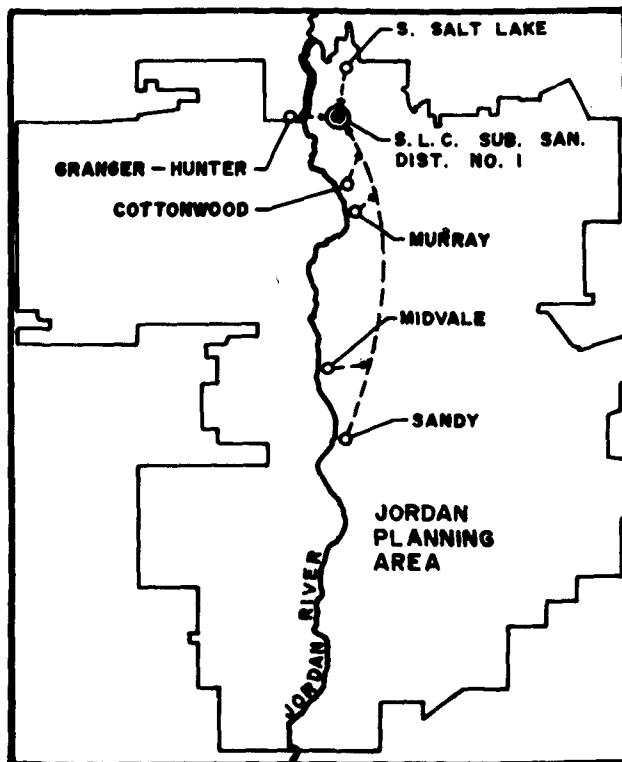 S. SALT LAKE
GRANGER – HUNTER
S.L.C. SUB. SAN.
DIST. NO. 1
COTTONWOOD
MURRAY
MIDVALE
SANDY
JORDAN
PLANNING
AREA
JORDAN RIVER